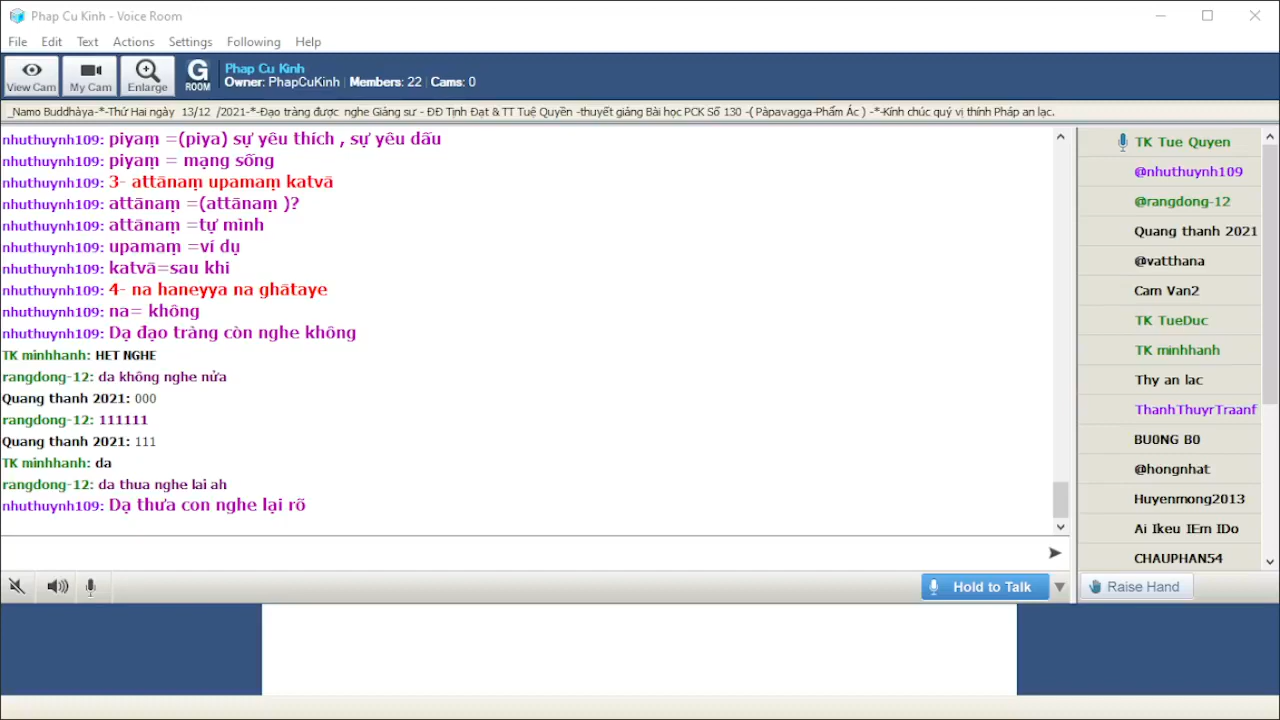 Phap Cu Kinh - Voice Room
File Edit Text Actions Settings Following Help
View Cam My Cam Enlarge G ROOM
Phap Cu Kinh
Owner: PhapCuKinh Members: 22 Cams: 0
_Namo Buddhàya-*-Thứ Hai ngày 13/12 /2021-*-Đạo tràng được nghe Giảng sư - ĐĐ Tịnh Đạt & TT Tuệ Quyền -thuyết giảng Bài học PCK Số 130 -( Pàpavagga-Phẩm Ác ) -*-Kính chúc quý vị thính Pháp an lạc.
nhuthuynh109: piyaṃ =(piya) sự yêu thích , sự yêu dấu
nhuthuynh109: piyaṃ = mạng sống
nhuthuynh109: 3- attānaṃ upamaṃ katvā
nhuthuynh109: attānaṃ =(attānaṃ )?
nhuthuynh109: attānaṃ =tự mình
nhuthuynh109: upamaṃ =ví dụ
nhuthuynh109: katvā=sau khi
nhuthuynh109: 4- na haneyya na ghātaye
nhuthuynh109: na= không
nhuthuynh109: Dạ đạo tràng còn nghe không
TK minhhanh: HET NGHE
rangdong-12: da không nghe nửa
Quang thanh 2021: 000
rangdong-12: 111111
Quang thanh 2021: 111
TK minhhanh: da
rangdong-12: da thua nghe lai ah
nhuthuynh109: Dạ thưa con nghe lại rõ
TK Tue Quyen
@nhuthuynh109
@rangdong-12
Quang thanh 2021
@vatthana
Cam Van2
TK TueDuc
TK minhhanh
Thy an lac
ThanhThuyrTraanf
BU0NG B0
@hongnhat
Huyenmong2013
Ai Ikeu IEm IDo
CHAUPHAN54
Hold to Talk
Raise Hand